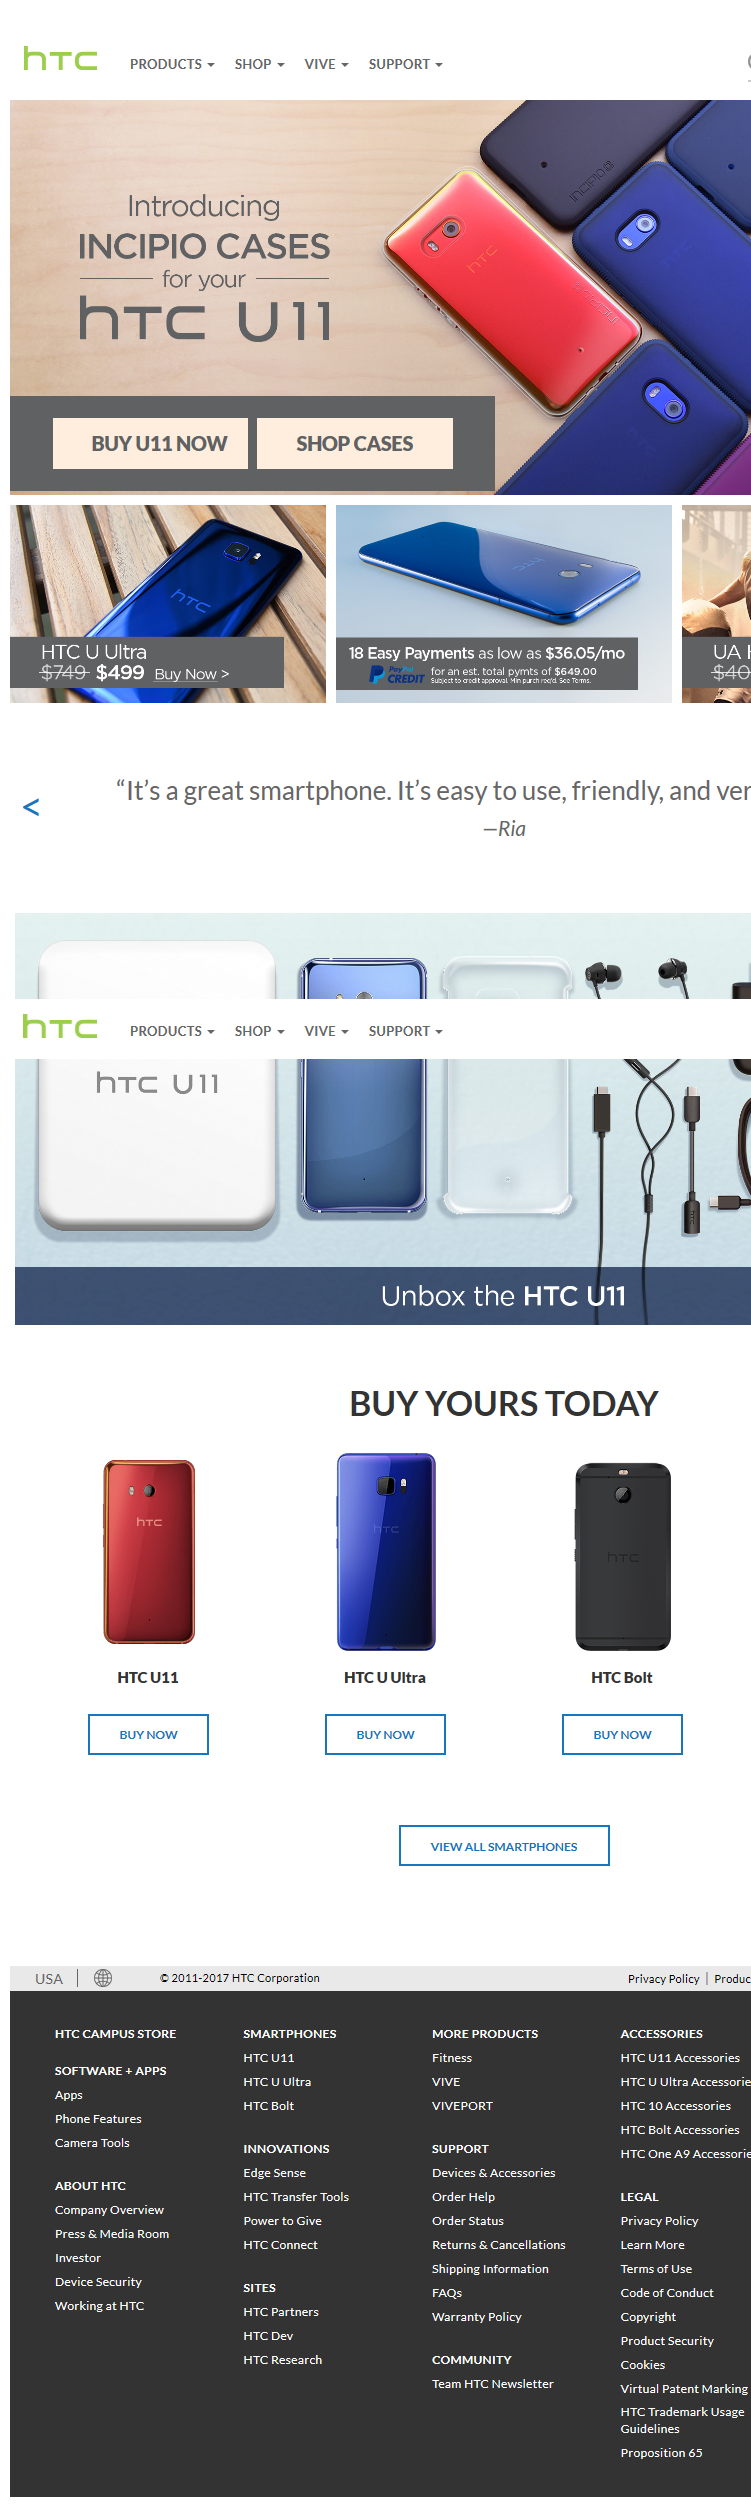 hTC
PRODUCTS SHOP VIVE SUPPORT
Introducing
INCIPIO CASES
for your
hTC U11
BUY U11 NOW SHOP CASES
INCIPIO
hTC
HTC U Ultra
$749 $499 Buy Now >
18 Easy Payments as low as $36.05/mo
PayPal CREDIT for an est. total pymts of $649.00
Subject to credit approval. Min purch req'd. See Terms.
UA
$40
< “It’s a great smartphone. It’s easy to use, friendly, and ver
—Ria
hTC
PRODUCTS SHOP VIVE SUPPORT
hTC U11
Unbox the HTC U11
BUY YOURS TODAY
hTC hTC hTC
HTC U11 HTC U Ultra HTC Bolt
BUY NOW BUY NOW BUY NOW
VIEW ALL SMARTPHONES
USA | © 2011-2017 HTC Corporation Privacy Policy | Produc
HTC CAMPUS STORE
SOFTWARE + APPS
Apps
Phone Features
Camera Tools
ABOUT HTC
Company Overview
Press & Media Room
Investor
Device Security
Working at HTC
SMARTPHONES
HTC U11
HTC U Ultra
HTC Bolt
INNOVATIONS
Edge Sense
HTC Transfer Tools
Power to Give
HTC Connect
SITES
HTC Partners
HTC Dev
HTC Research
MORE PRODUCTS
Fitness
VIVE
VIVEPORT
SUPPORT
Devices & Accessories
Order Help
Order Status
Returns & Cancellations
Shipping Information
FAQs
Warranty Policy
COMMUNITY
Team HTC Newsletter
ACCESSORIES
HTC U11 Accessories
HTC U Ultra Accessorie
HTC 10 Accessories
HTC Bolt Accessories
HTC One A9 Accessorie
LEGAL
Privacy Policy
Learn More
Terms of Use
Code of Conduct
Copyright
Product Security
Cookies
Virtual Patent Marking
HTC Trademark Usage
Guidelines
Proposition 65